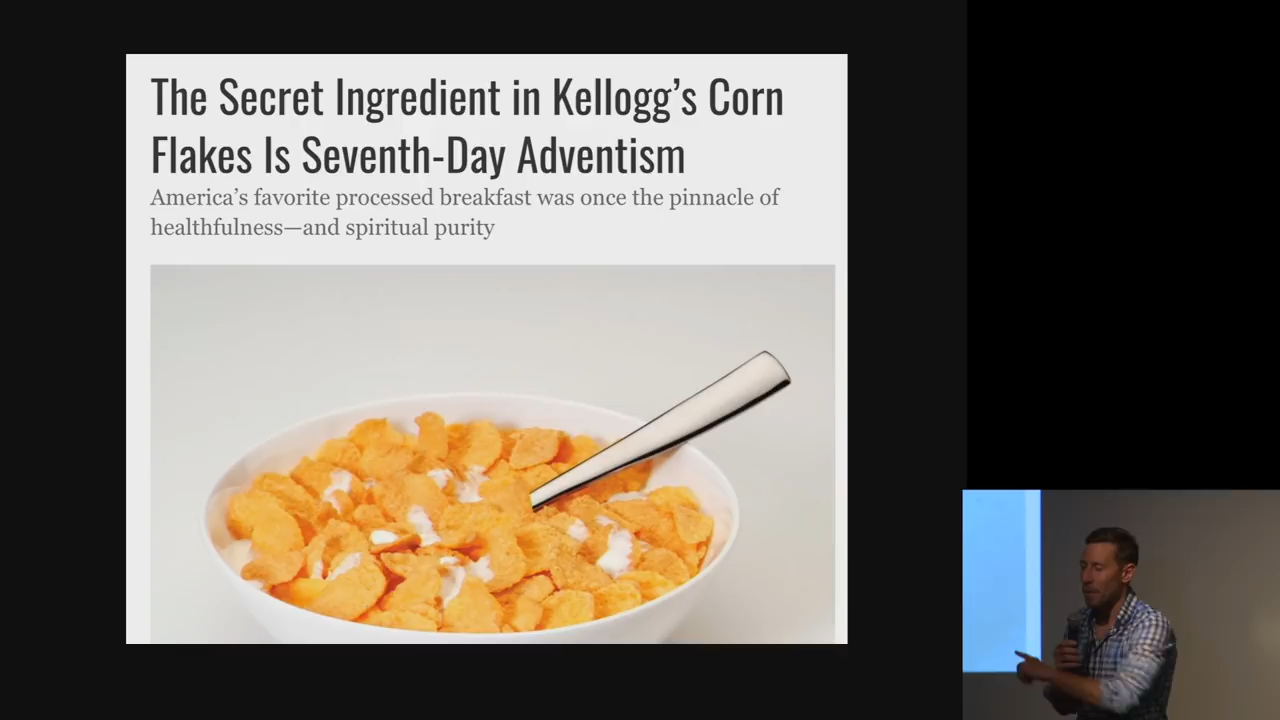 The Secret Ingredient in Kellogg’s Corn
Flakes Is Seventh-Day Adventism
America’s favorite processed breakfast was once the pinnacle of
healthfulness—and spiritual purity